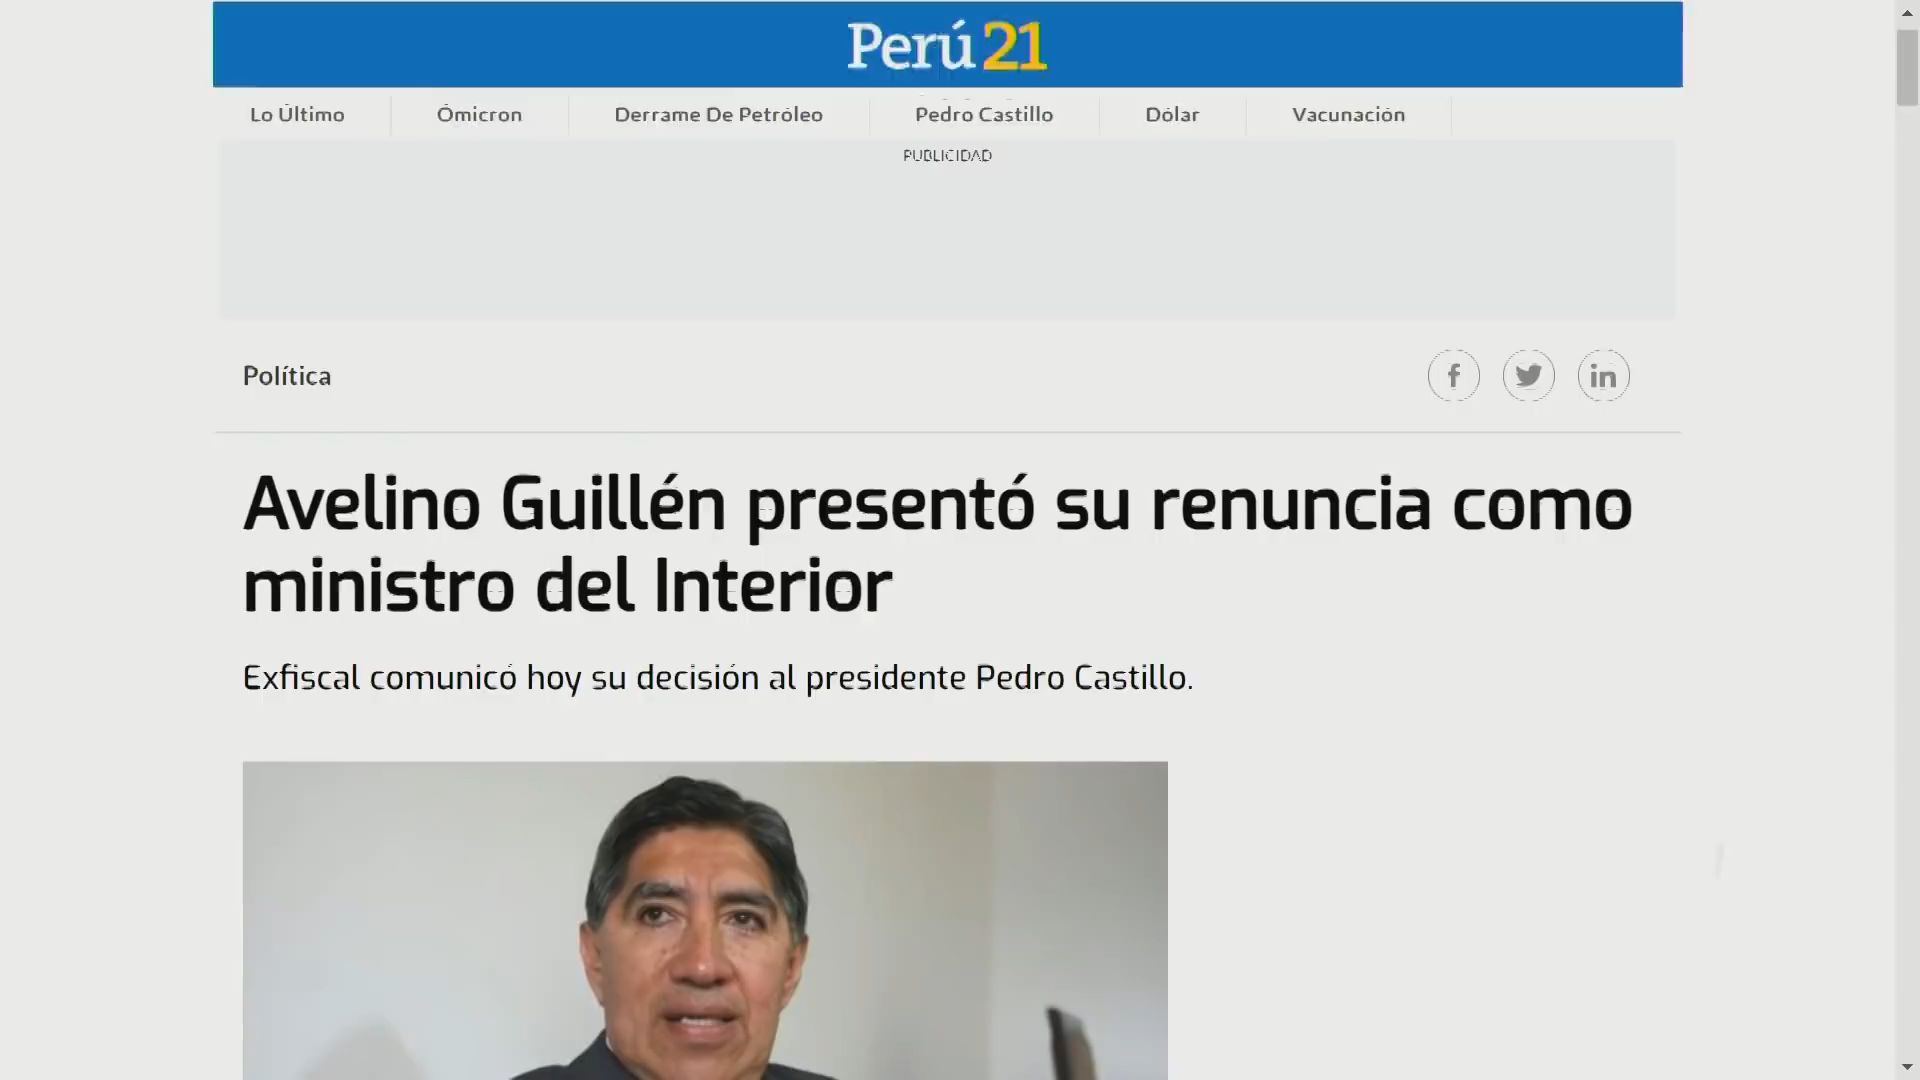 Perú21
Lo Último Ómicron Derrame De Petróleo Pedro Castillo Dólar Vacunación
PUBLICIDAD
Política
Avelino Guillén presentó su renuncia como
ministro del Interior
Exfiscal comunicó hoy su decisión al presidente Pedro Castillo.